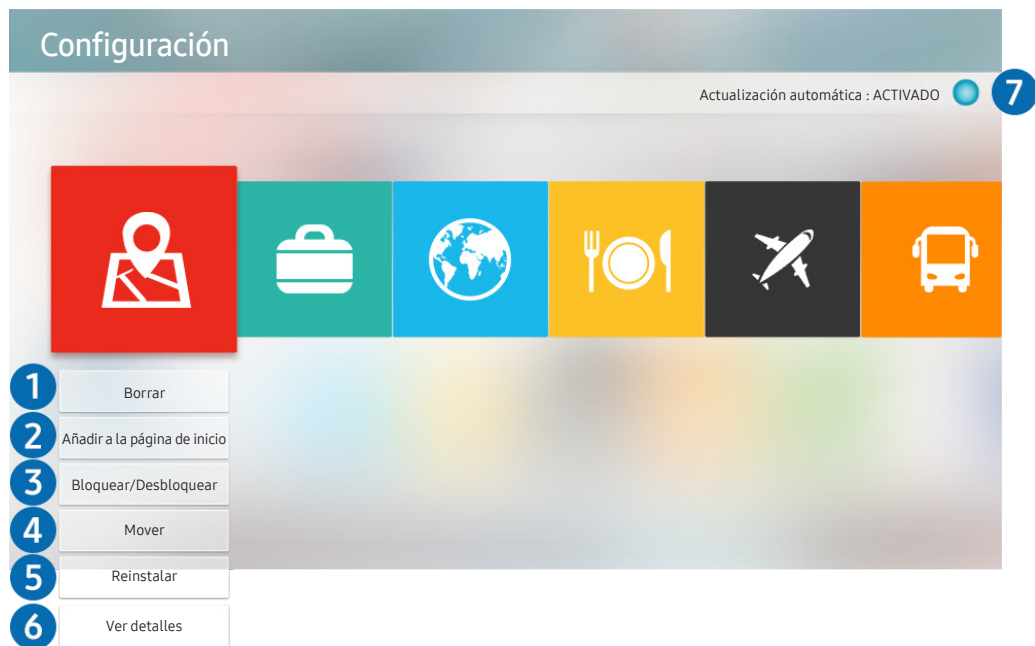 Configuración
Actualización automática : ACTIVADO 7
1 Borrar
2 Añadir a la página de inicio
3 Bloquear/Desbloquear
4 Mover
5 Reinstalar
6 Ver detalles